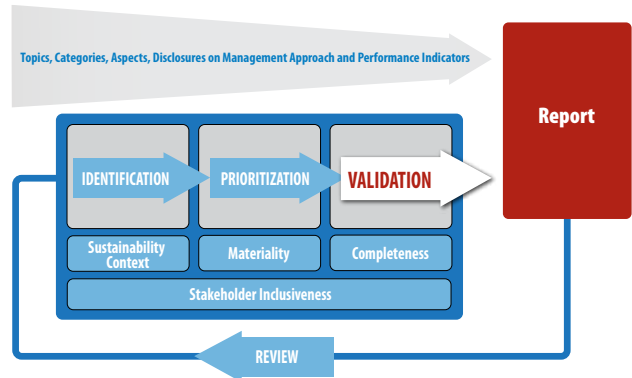 Topics, Categories, Aspects, Disclosures on Management Approach and Performance Indicators
Report
IDENTIFICATION
PRIORITIZATION
VALIDATION
Sustainability
Context
Materiality
Completeness
Stakeholder Inclusiveness
REVIEW